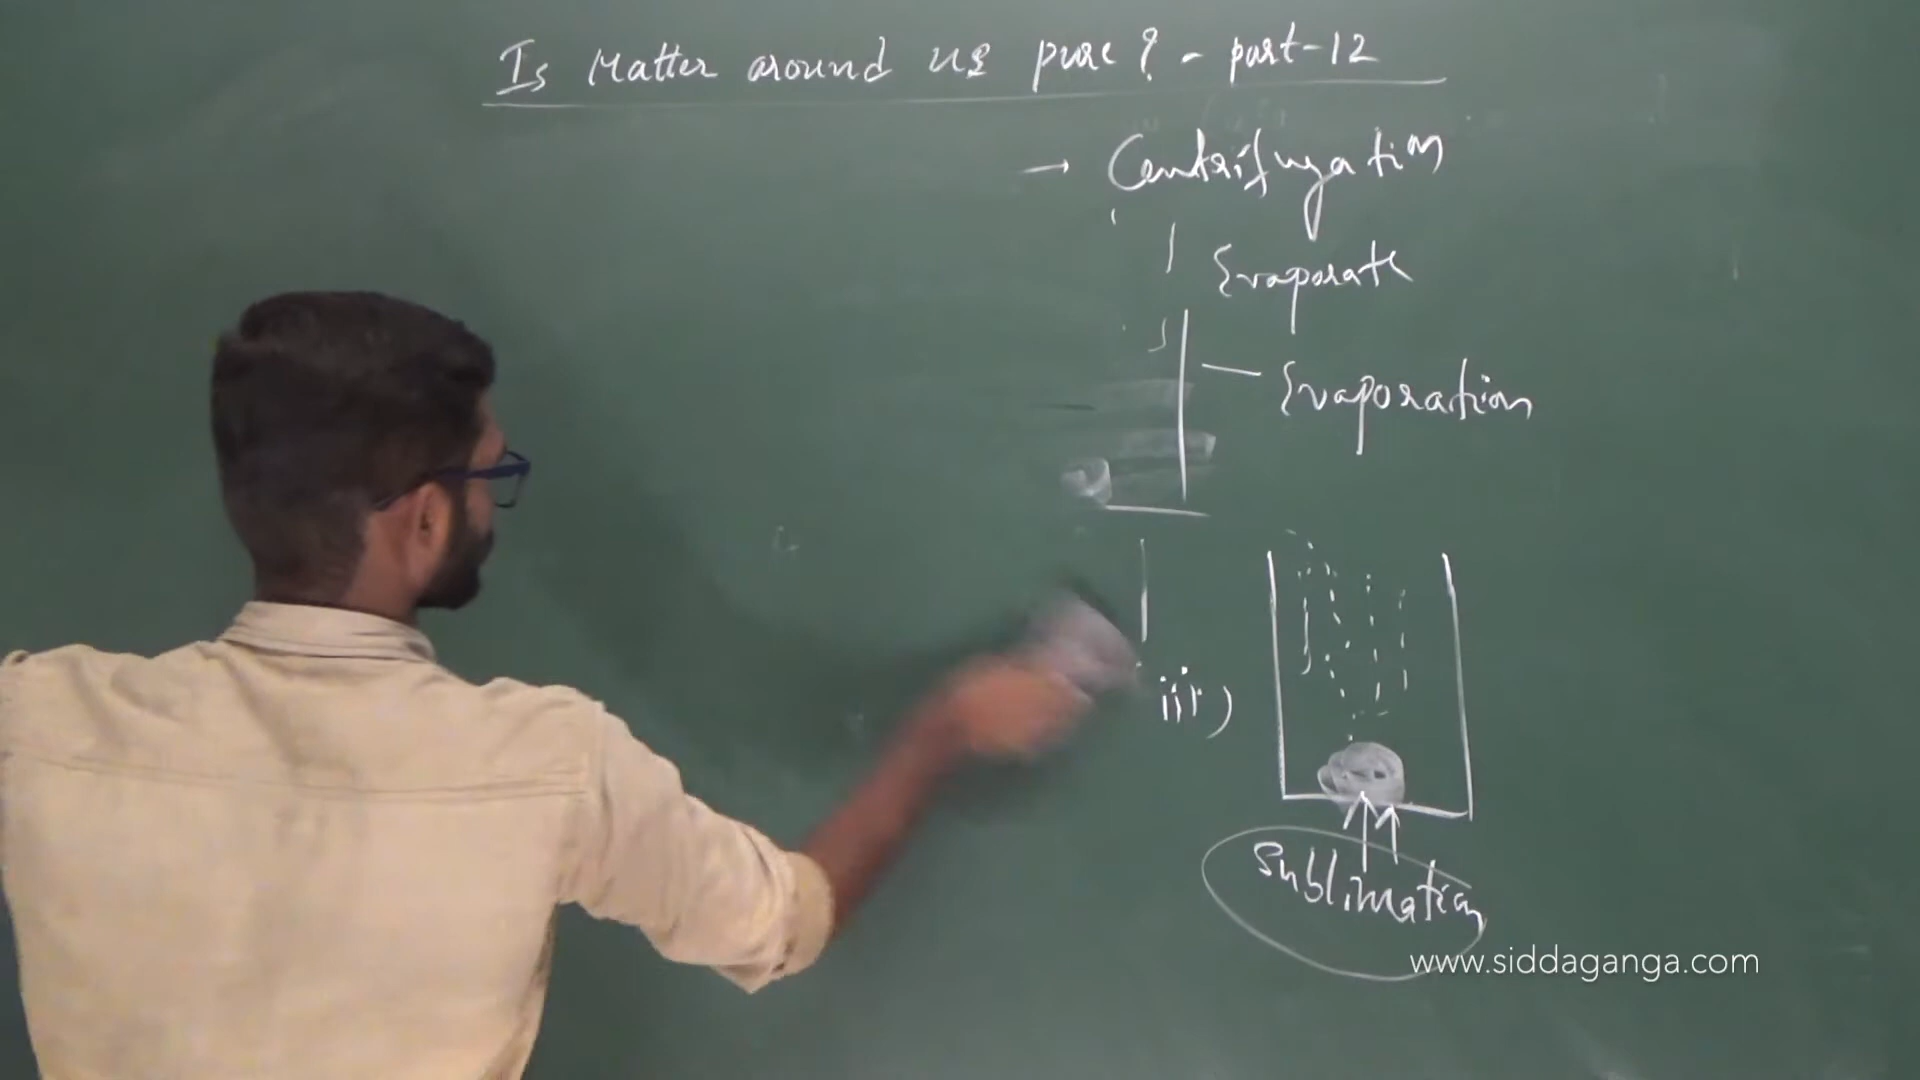 Is Matter around us pure? - part-12
→ Centrifugation
Evaporate
— Evaporation
iii)
Sublimation
www.siddaganga.com